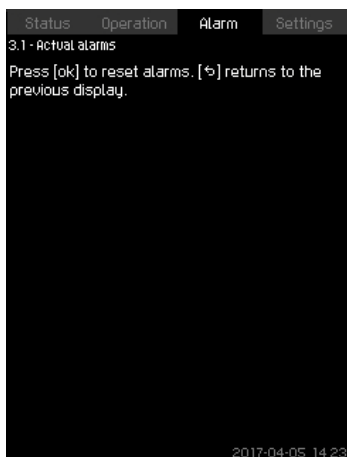 Status Operation Alarm Settings
3.1 - Actual alarms
Press [ok] to reset alarms. [⮌] returns to the
previous display.
2017-04-05 14:23